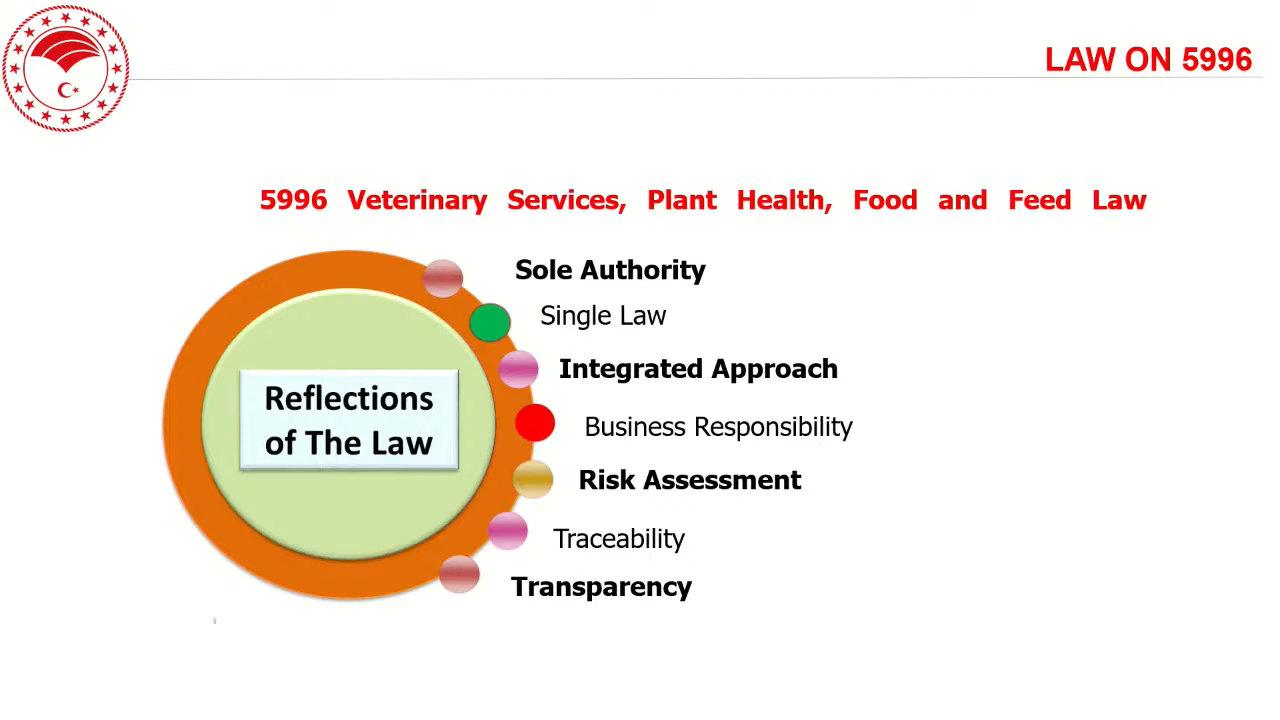 LAW ON 5996
5996 Veterinary Services, Plant Health, Food and Feed Law
Sole Authority
Single Law
Integrated Approach
Reflections
of The Law
Business Responsibility
Risk Assessment
Traceability
Transparency